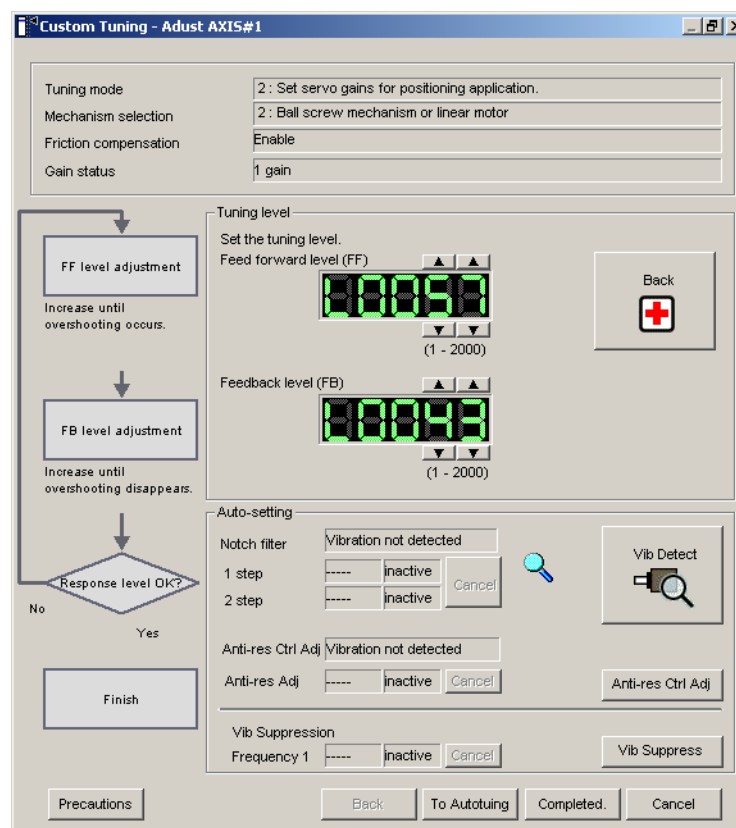 Custom Tuning - Adust AXIS#1
Tuning mode
2 : Set servo gains for positioning application.
Mechanism selection
2 : Ball screw mechanism or linear motor
Friction compensation
Enable
Gain status
1 gain
FF level adjustment
Increase until
overshooting occurs.
FB level adjustment
Increase until
overshooting disappears.
Response level OK?
No
Yes
Finish
Tuning level
Set the tuning level.
Feed forward level (FF)
L0057
(1 - 2000)
Back
Feedback level (FB)
L0043
(1 - 2000)
Auto-setting
Notch filter
Vibration not detected
1 step
-----
inactive
Cancel
2 step
-----
inactive
Vib Detect
Anti-res Ctrl Adj
Vibration not detected
Anti-res Adj
-----
inactive
Cancel
Anti-res Ctrl Adj
Vib Suppression
Frequency 1
-----
inactive
Cancel
Vib Suppress
Precautions
Back
To Autotuing
Completed.
Cancel